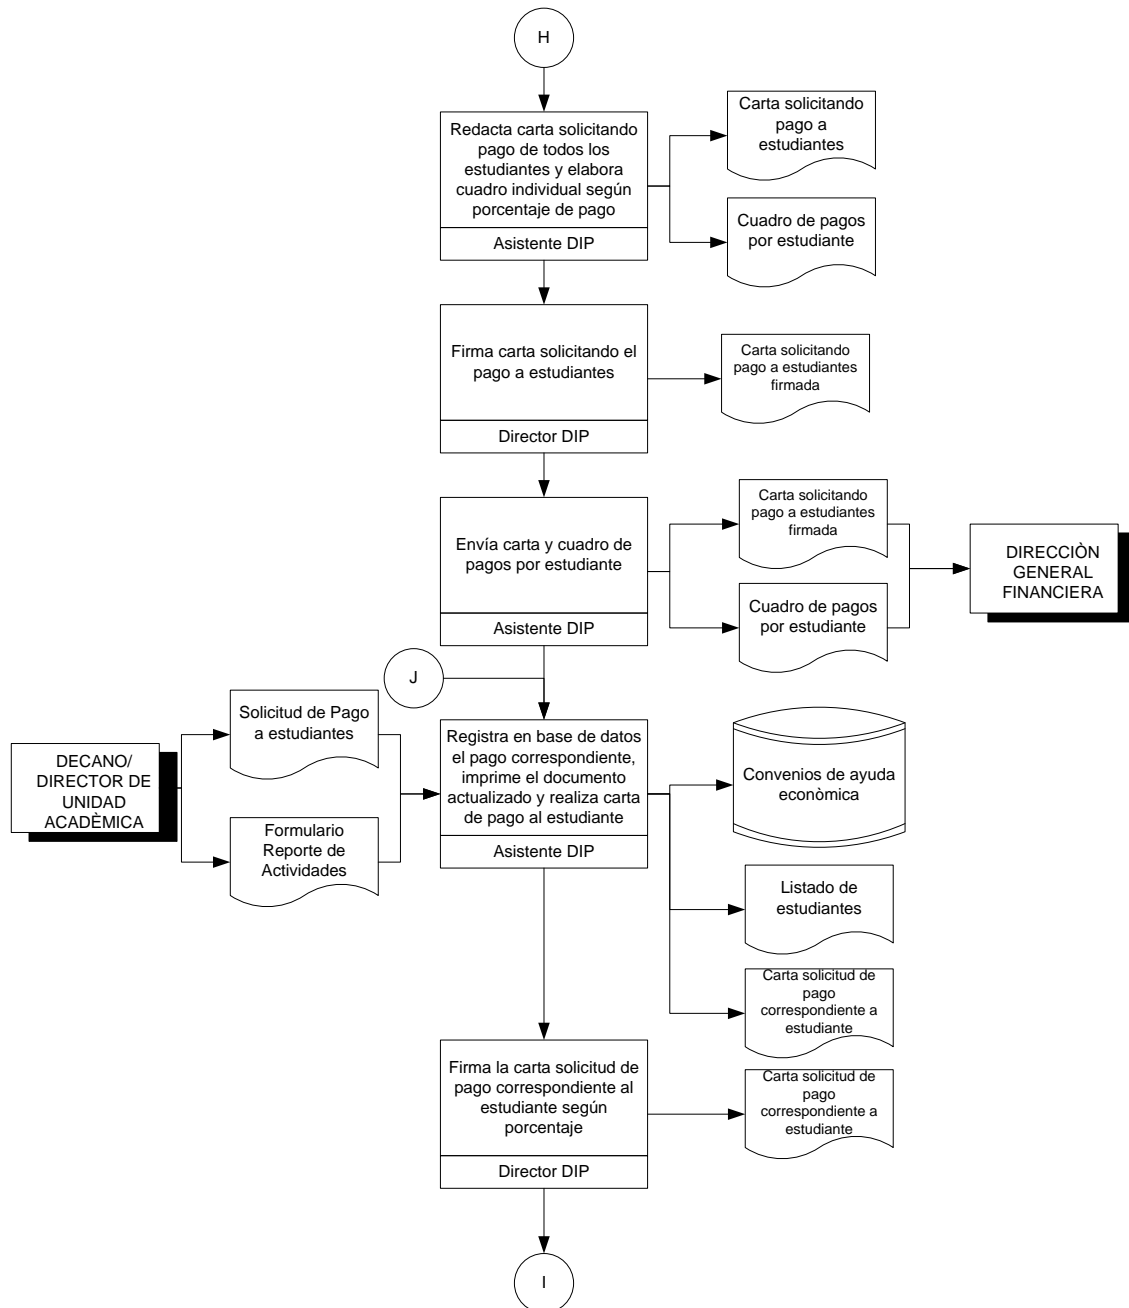 H
Redacta carta solicitando
pago de todos los
estudiantes y elabora
cuadro individual según
porcentaje de pago
Asistente DIP
Carta solicitando
pago a
estudiantes
Cuadro de pagos
por estudiante
Firma carta solicitando el
pago a estudiantes
Director DIP
Carta solicitando
pago a estudiantes
firmada
Envía carta y cuadro de
pagos por estudiante
Asistente DIP
Carta solicitando
pago a estudiantes
firmada
Cuadro de pagos
por estudiante
DIRECCIÒN
GENERAL
FINANCIERA
J
DECANO/
DIRECTOR DE
UNIDAD
ACADÈMICA
Solicitud de Pago
a estudiantes
Formulario
Reporte de
Actividades
Registra en base de datos
el pago correspondiente,
imprime el documento
actualizado y realiza carta
de pago al estudiante
Asistente DIP
Convenios de ayuda
econòmica
Listado de
estudiantes
Carta solicitud de
pago
correspondiente a
estudiante
Firma la carta solicitud de
pago correspondiente al
estudiante según
porcentaje
Director DIP
Carta solicitud de
pago
correspondiente a
estudiante
I